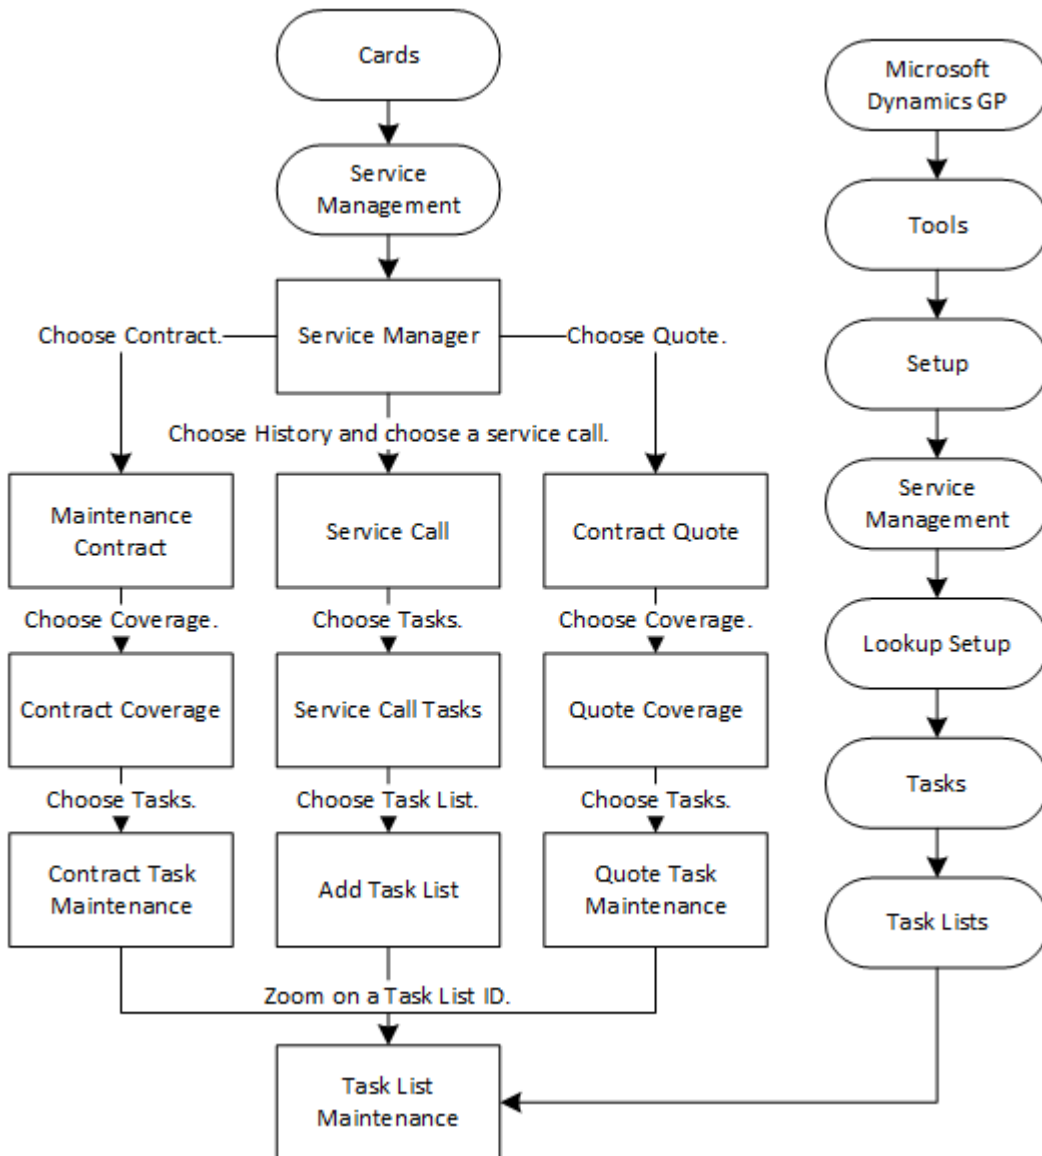 Cards
Microsoft
Dynamics GP
Service
Management
Tools
Choose Contract.
Service Manager
Choose Quote.
Setup
Choose History and choose a service call.
Maintenance
Contract
Service Call
Contract Quote
Service
Management
Choose Coverage.
Choose Tasks.
Choose Coverage.
Lookup Setup
Contract Coverage
Service Call Tasks
Quote Coverage
Choose Tasks.
Choose Task List.
Choose Tasks.
Tasks
Contract Task
Maintenance
Add Task List
Quote Task
Maintenance
Task Lists
Zoom on a Task List ID.
Task List
Maintenance